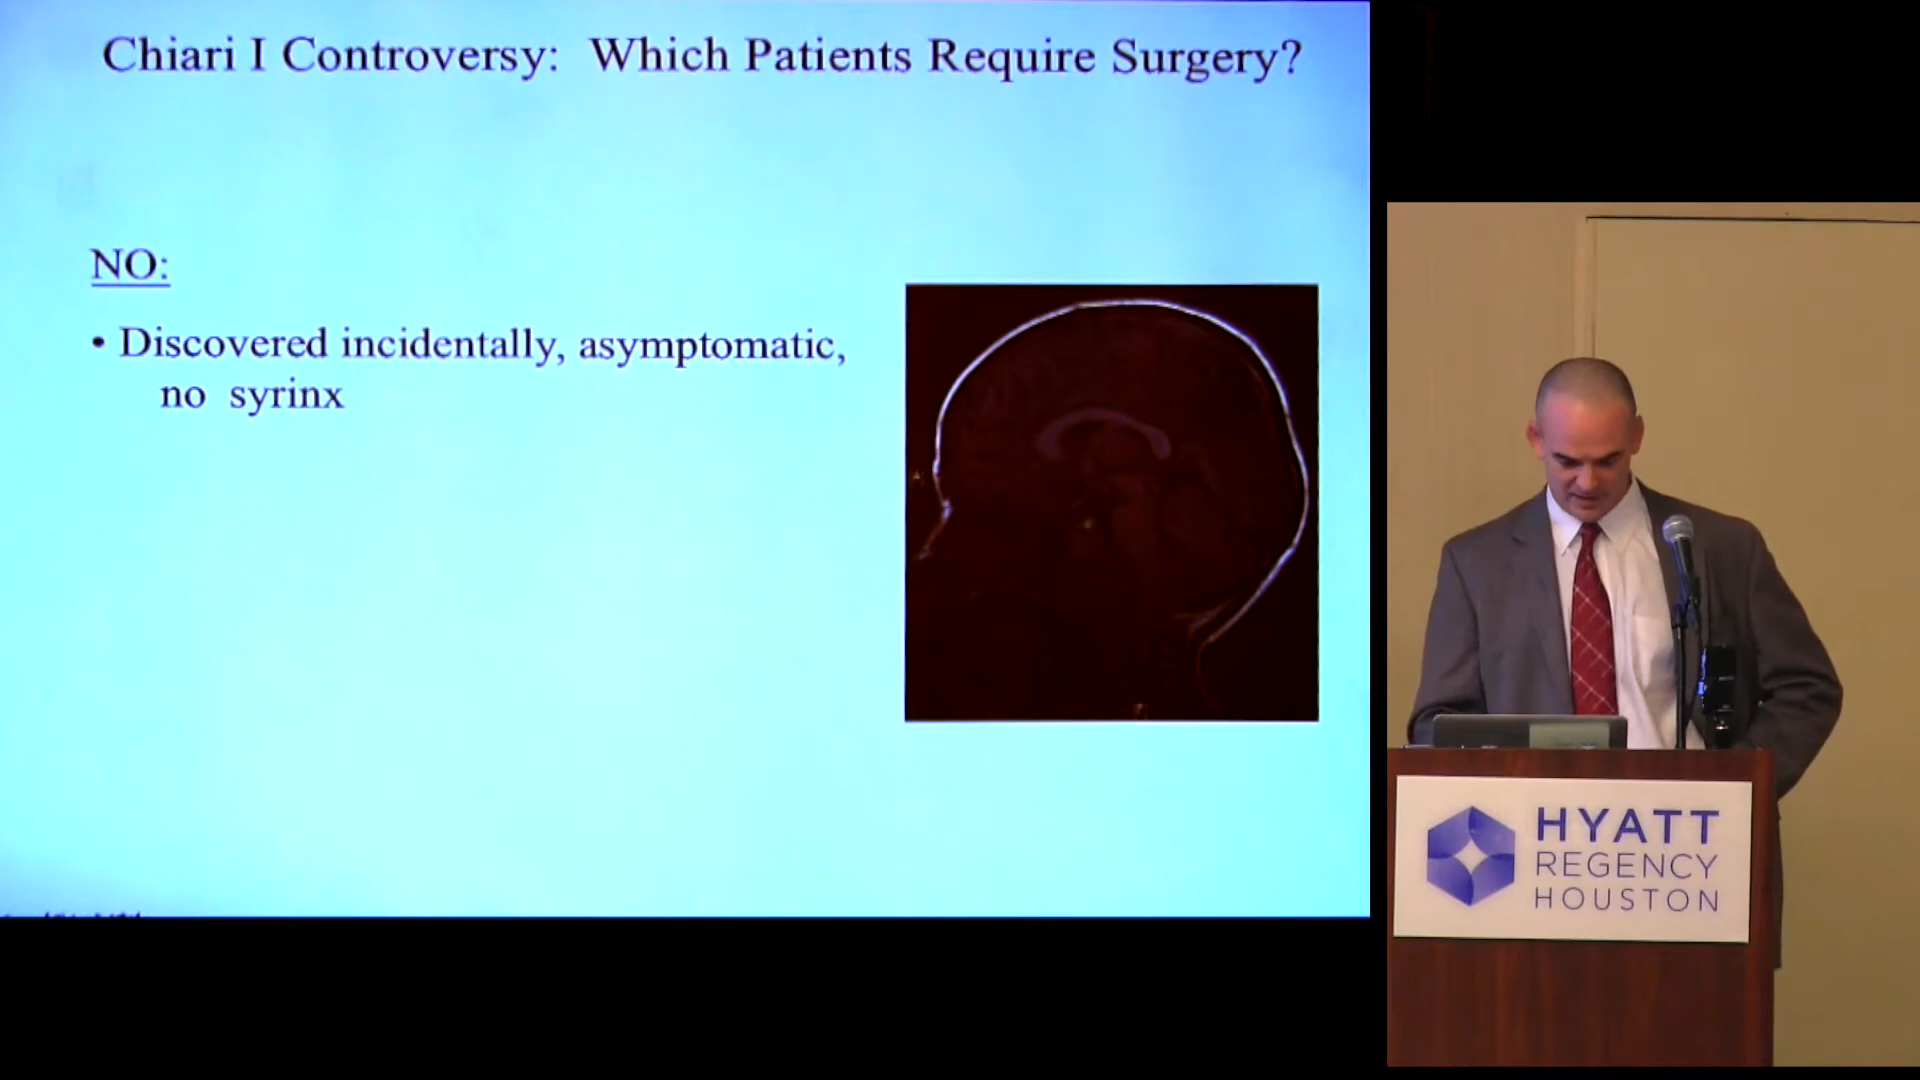 Chiari I Controversy: Which Patients Require Surgery?
NO:
• Discovered incidentally, asymptomatic,
no syrinx
HYATT
REGENCY
HOUSTON